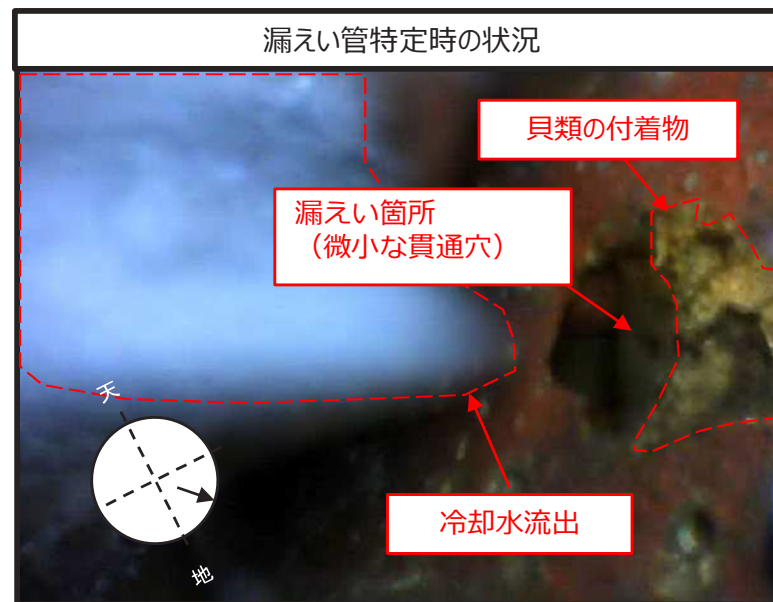 漏えい管特定時の状況
貝類の付着物
漏えい箇所
（微小な貫通穴）
天
地
冷却水流出